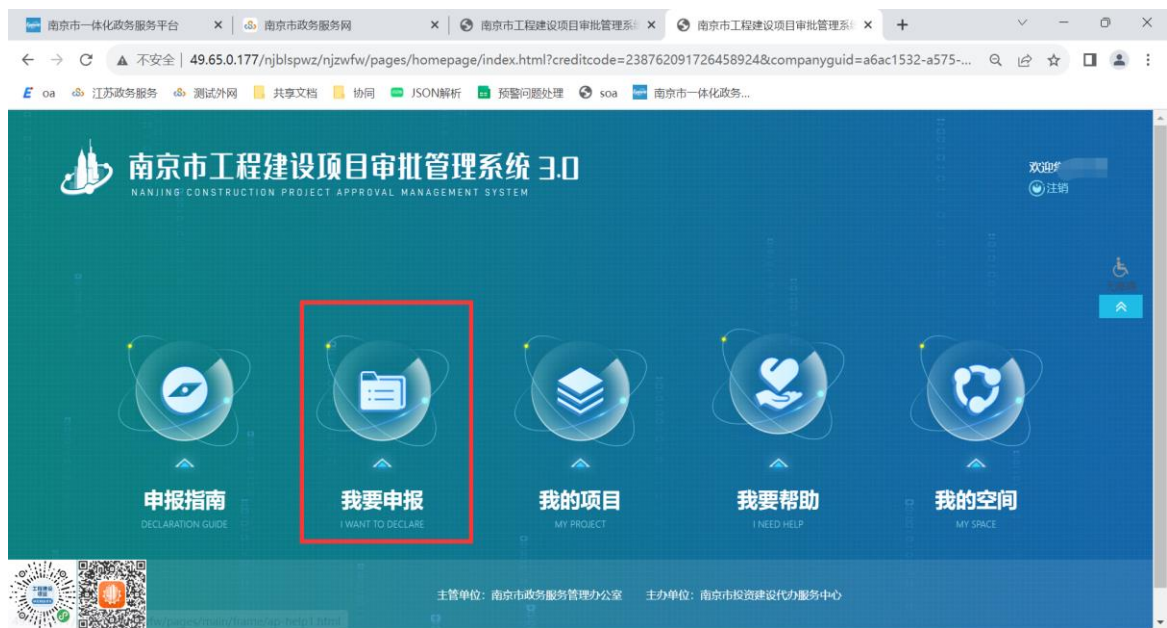 南京市一体化政务服务平台
南京市政务服务网
南京市工程建设项目审批管理系
南京市工程建设项目审批管理系
不安全 | 49.65.0.177/njblspwz/njzwfw/pages/homepage/index.html?creditcode=238762091726458924&companyguid=a6ac1532-a575-...
oa 江苏政务服务 测试外网 共享文档 协同 JSON解析 预警问题处理 soa 南京市一体化政务...
南京市工程建设项目审批管理系统 3.0
NANJING CONSTRUCTION PROJECT APPROVAL MANAGEMENT SYSTEM
欢迎
注销
申报指南
DECLARATION GUIDE
我要申报
I WANT TO DECLARE
我的项目
MY PROJECT
我要帮助
I NEED HELP
我的空间
MY SPACE
主管单位：南京市政务服务管理办公室 主办单位：南京市投资建设代办服务中心